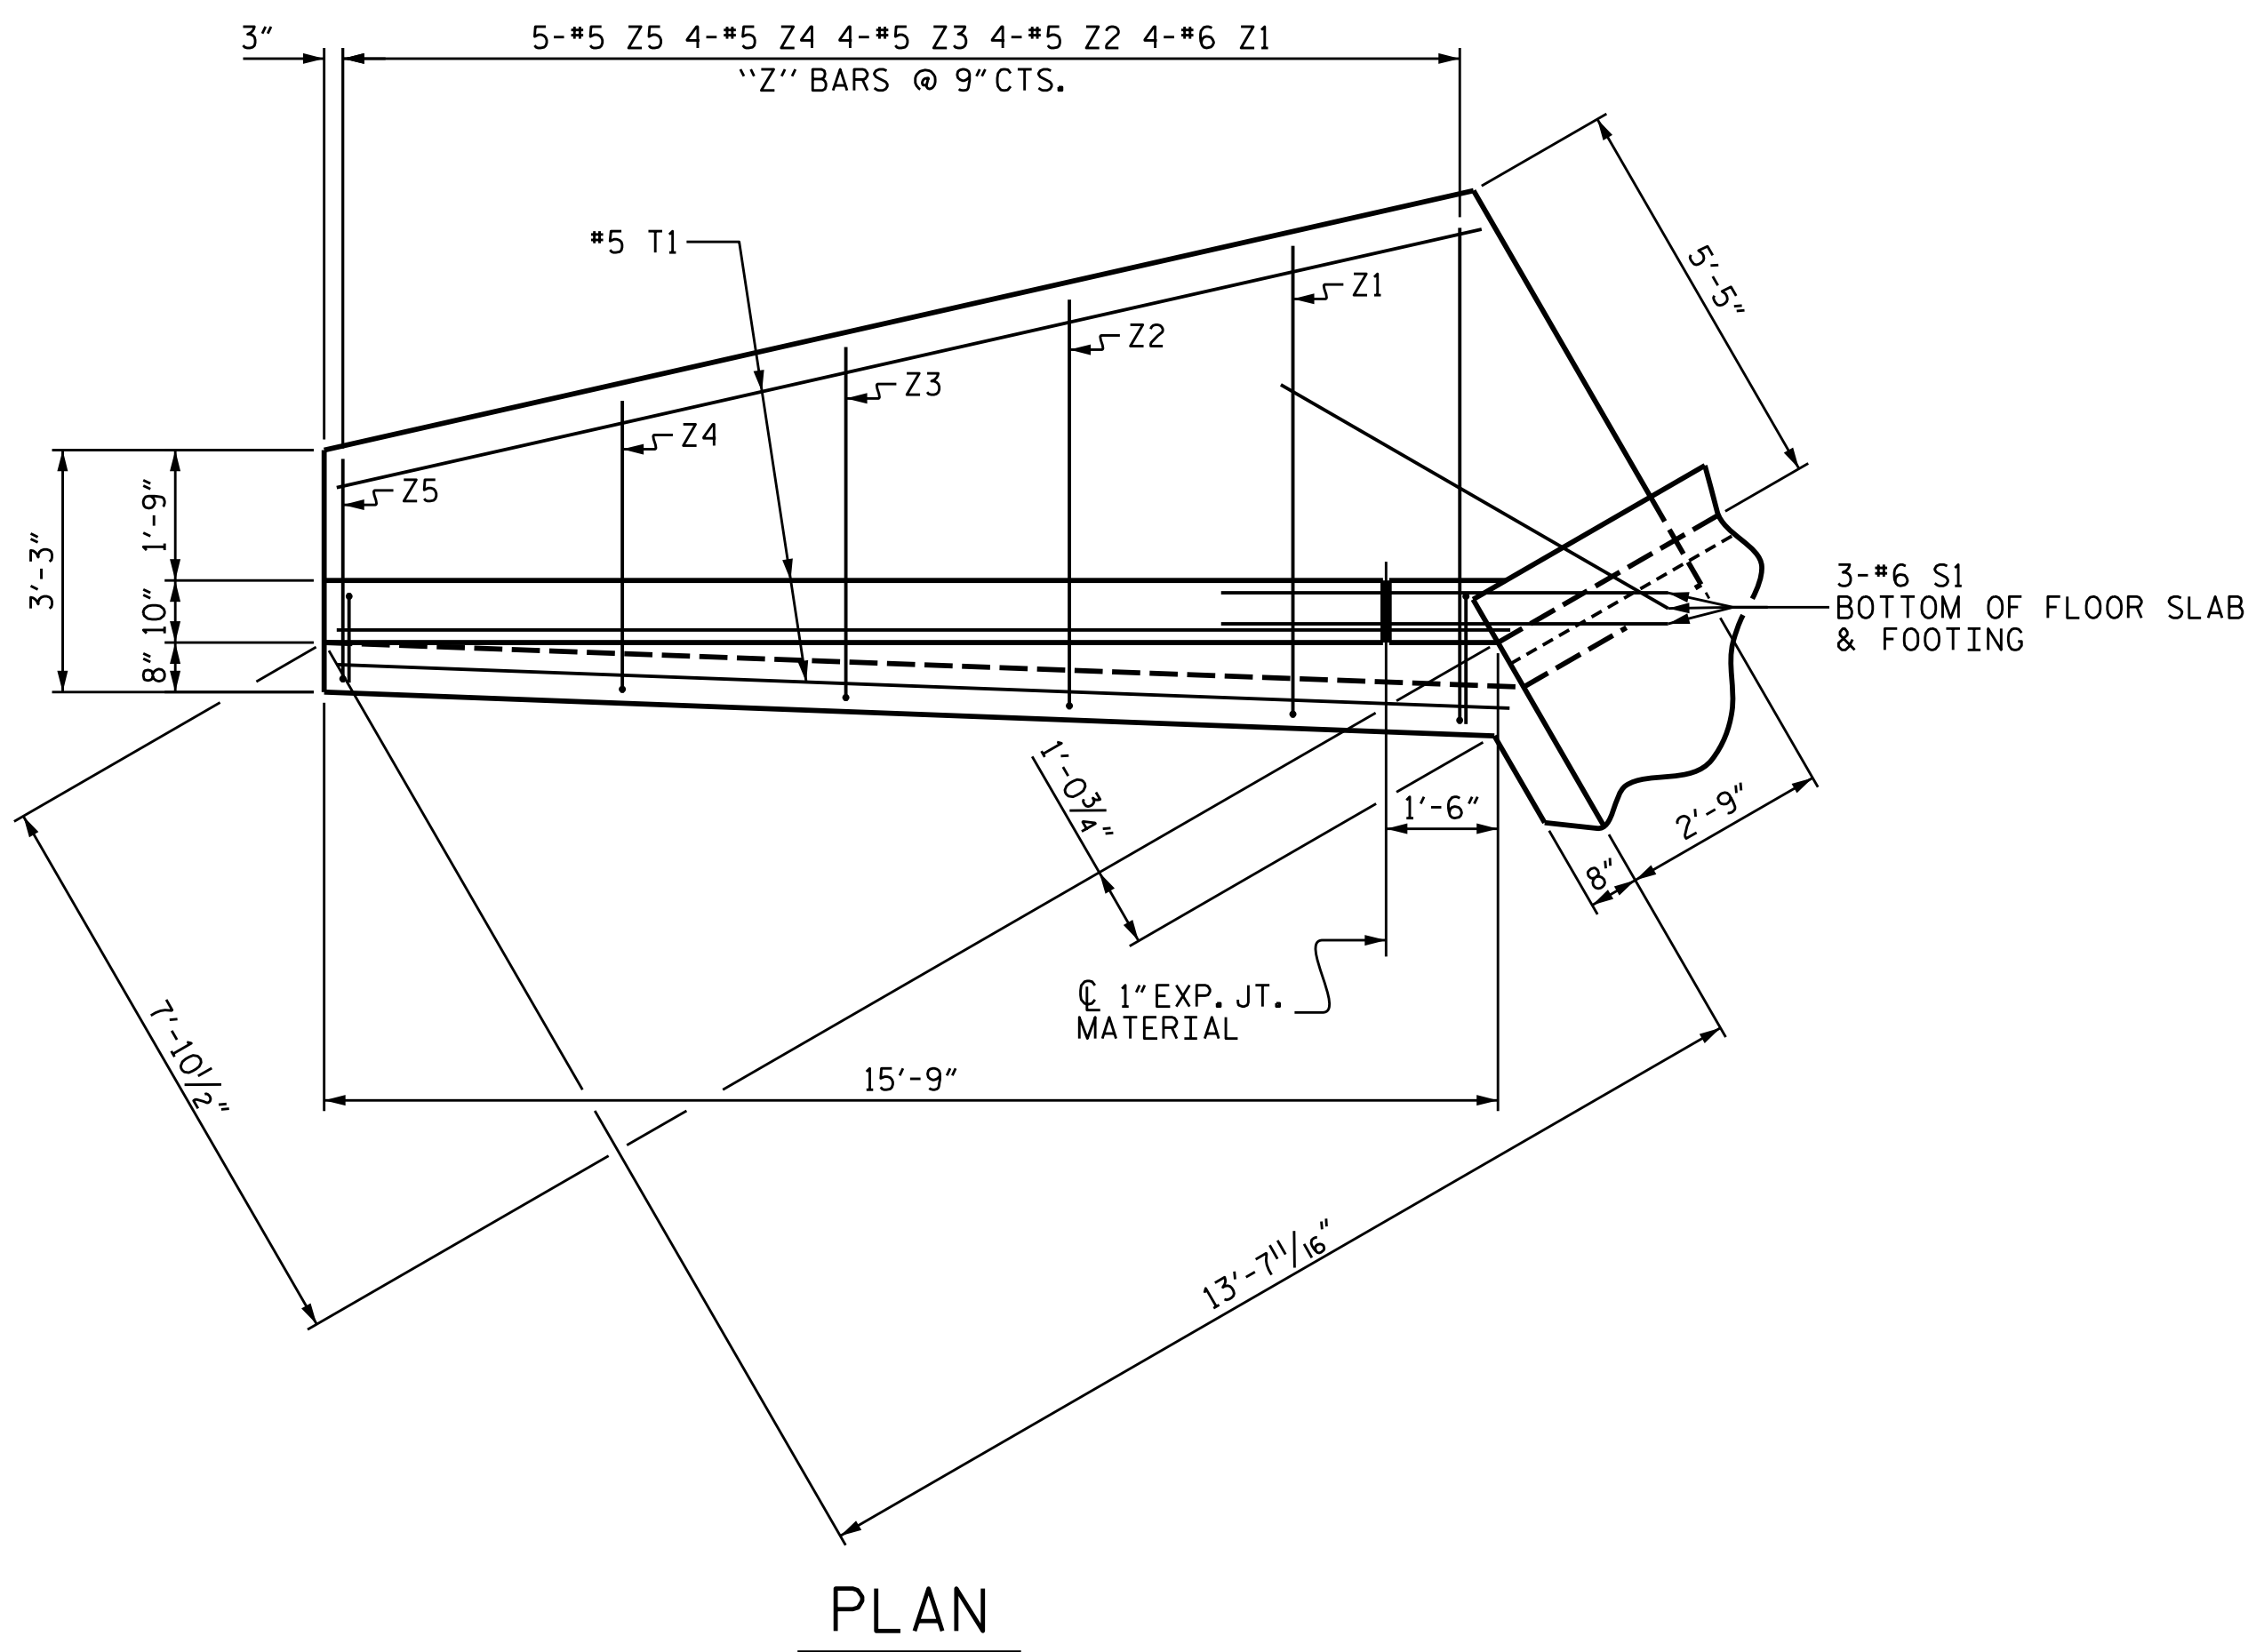 3″
5-#5 Z5 4-#5 Z4 4-#5 Z3 4-#5 Z2 4-#6 Z1
“Z” BARS @ 9″CTS.
#5 T1
Z1
Z2
Z3
Z4
Z5
5′-5″
3′-3″
1′-9″
10″
8″
3-#6 S1
BOTTOM OF FLOOR SLAB
& FOOTING
1′-0¾″
1′-6″
2′-9″
8″
℄ 1″EXP. JT.
MATERIAL
7′-10½″
15′-9″
13′-7 11/16″
PLAN